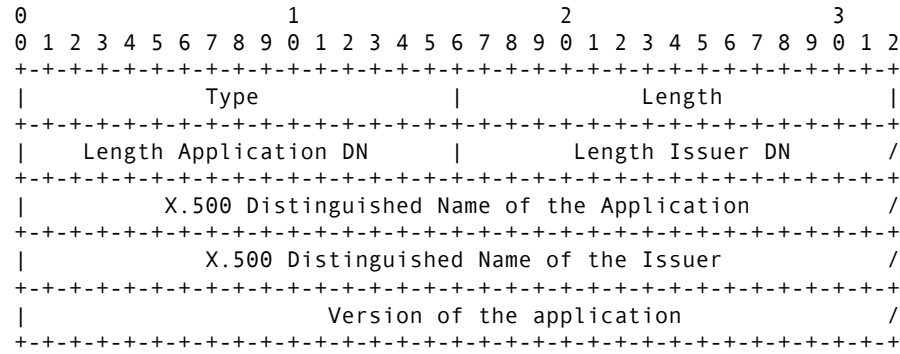 0                   1                   2                   3
0 1 2 3 4 5 6 7 8 9 0 1 2 3 4 5 6 7 8 9 0 1 2 3 4 5 6 7 8 9 0 1 2
+-+-+-+-+-+-+-+-+-+-+-+-+-+-+-+-+-+-+-+-+-+-+-+-+-+-+-+-+-+-+-+-+
|             Type              |             Length            |
+-+-+-+-+-+-+-+-+-+-+-+-+-+-+-+-+-+-+-+-+-+-+-+-+-+-+-+-+-+-+-+-+
|    Length Application DN      |        Length Issuer DN       /
+-+-+-+-+-+-+-+-+-+-+-+-+-+-+-+-+-+-+-+-+-+-+-+-+-+-+-+-+-+-+-+-+
|          X.500 Distinguished Name of the Application          /
+-+-+-+-+-+-+-+-+-+-+-+-+-+-+-+-+-+-+-+-+-+-+-+-+-+-+-+-+-+-+-+-+
|             X.500 Distinguished Name of the Issuer            /
+-+-+-+-+-+-+-+-+-+-+-+-+-+-+-+-+-+-+-+-+-+-+-+-+-+-+-+-+-+-+-+-+
|                      Version of the application               /
+-+-+-+-+-+-+-+-+-+-+-+-+-+-+-+-+-+-+-+-+-+-+-+-+-+-+-+-+-+-+-+-+